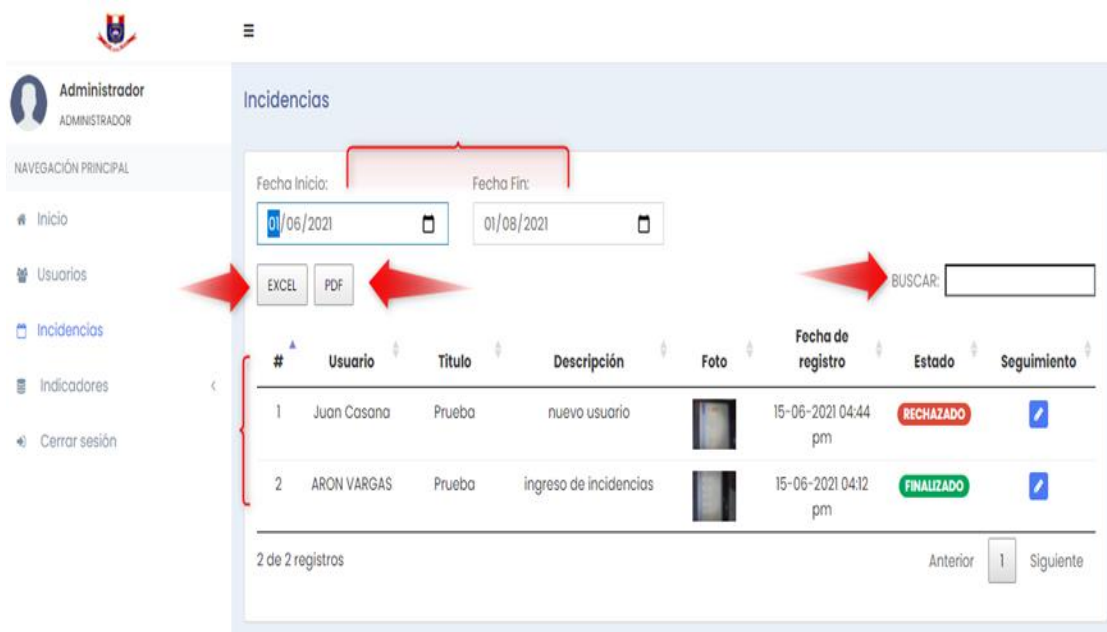 Administrador
ADMINISTRADOR
NAVEGACIÓN PRINCIPAL
Inicio
Usuarios
Incidencias
Indicadores
Cerrar sesión
Incidencias
Fecha Inicio: Fecha Fin:
01/06/2021 01/08/2021
EXCEL PDF BUSCAR:
# Usuario Titulo Descripción Foto Fecha de registro Estado Seguimiento
1 Juan Casana Prueba nuevo usuario 15-06-2021 04:44 pm RECHAZADO
2 ARON VARGAS Prueba ingreso de incidencias 15-06-2021 04:12 pm FINALIZADO
2 de 2 registros Anterior 1 Siguiente